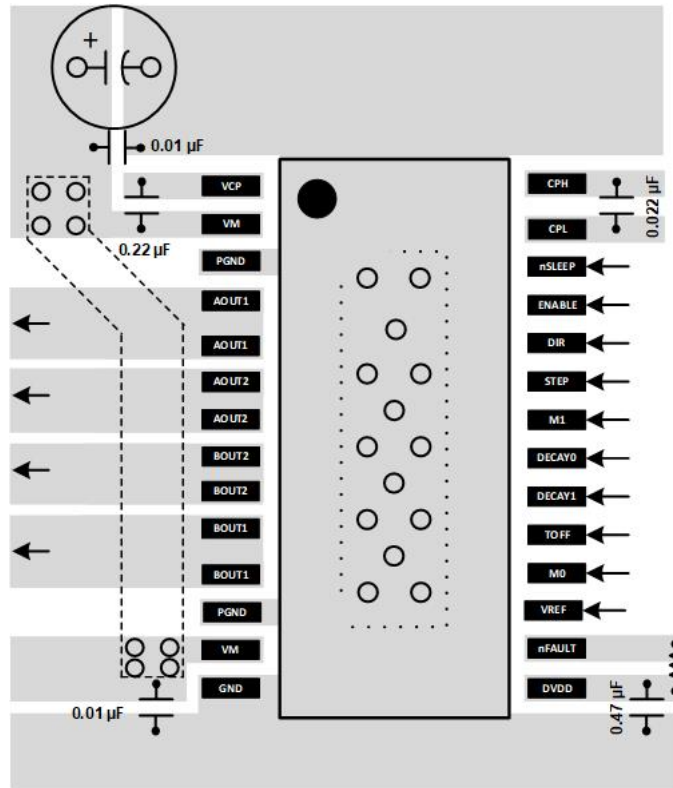 +
0.01 µF
VCP
CPH
0.022 µF
VM
CPL
0.22 µF
PGND
nSLEEP
AOUT1
ENABLE
AOUT1
DIR
AOUT2
STEP
AOUT2
M1
BOUT2
DECAY0
BOUT2
DECAY1
BOUT1
TOFF
BOUT1
M0
PGND
VREF
VM
nFAULT
GND
DVDD
0.01 µF
0.47 µF